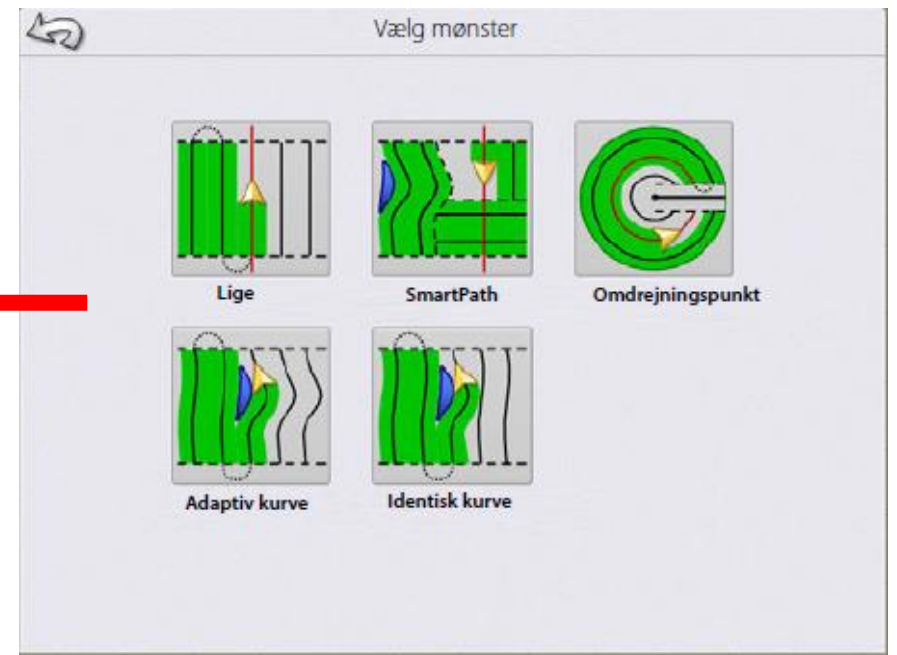 Vælg mønster
Lige
SmartPath
Omdrejningspunkt
Adaptiv kurve
Identisk kurve